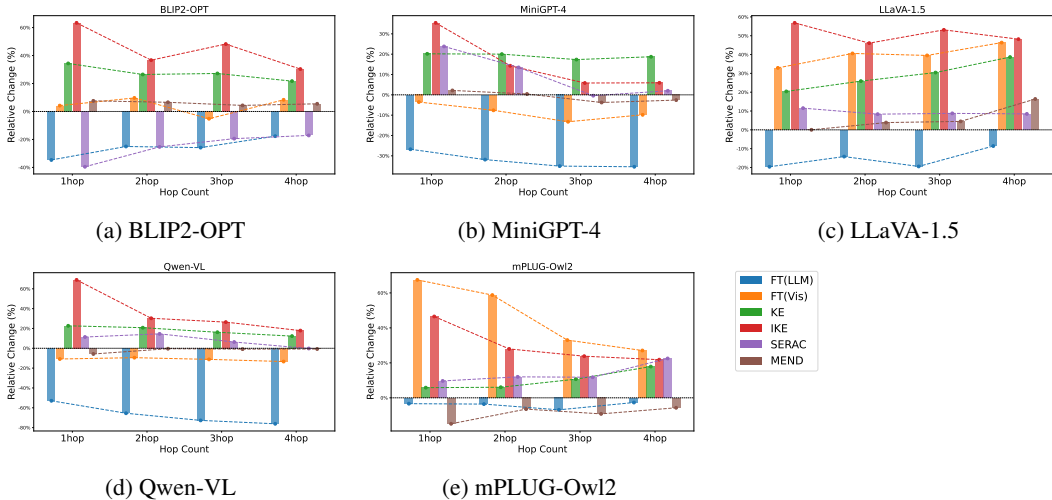 BLIP2-OPT
60%
40%
20%
0%
-20%
-40%
Relative Change (%)
1hop 2hop 3hop 4hop
Hop Count
(a) BLIP2-OPT
MiniGPT-4
30%
20%
10%
0%
-10%
-20%
-30%
Relative Change (%)
1hop 2hop 3hop 4hop
Hop Count
(b) MiniGPT-4
LLaVA-1.5
60%
50%
40%
30%
20%
10%
0%
-10%
-20%
Relative Change (%)
1hop 2hop 3hop 4hop
Hop Count
(c) LLaVA-1.5
Qwen-VL
60%
40%
20%
0%
-20%
-40%
-60%
-80%
Relative Change (%)
1hop 2hop 3hop 4hop
Hop Count
(d) Qwen-VL
mPLUG-Owl2
60%
40%
20%
0%
Relative Change (%)
1hop 2hop 3hop 4hop
Hop Count
(e) mPLUG-Owl2
FT(LLM)
FT(Vis)
KE
IKE
SERAC
MEND